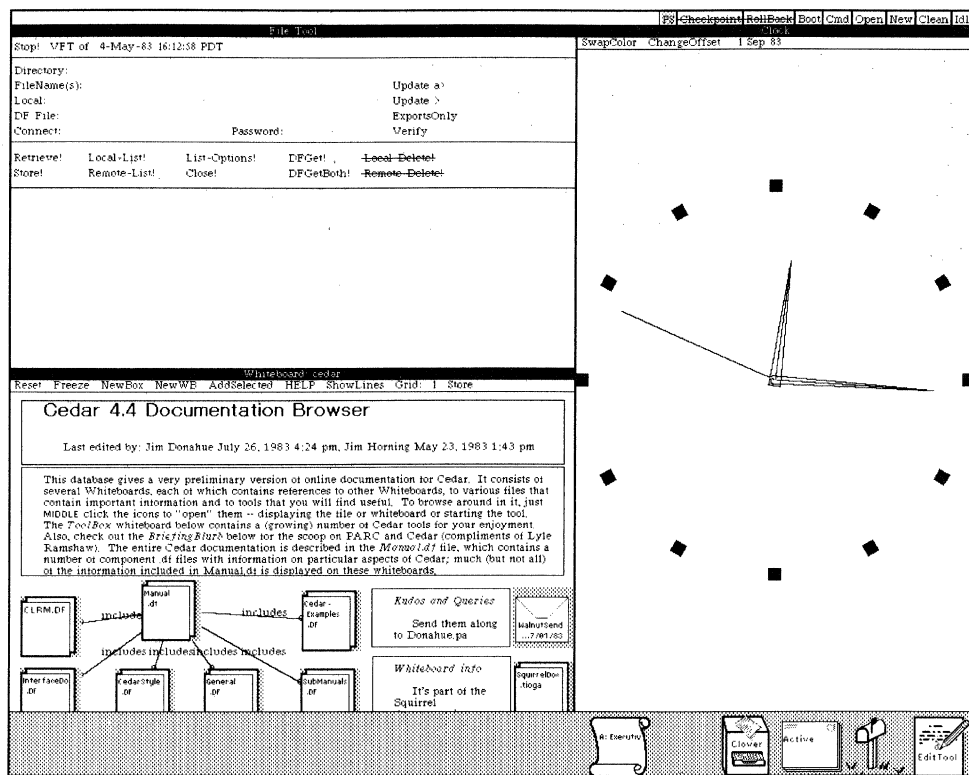 PS Checkpoint RollBack Boot Cmd Open New Clean Idl
File Tool
Stop! VFT of 4-May-83 16:12:58 PDT
Directory:
FileName(s): Update a>
Local: Update >
DF File: ExportsOnly
Connect: Password: Verify
Retrieve! Local-List! List-Options! DFGet! Local-Delete!
Store! Remote-List! Close! DFGetBoth! Remote-Delete!
Clock
SwapColor ChangeOffset 1 Sep 83
Whiteboard: cedar
Reset Freeze NewBox NewWB AddSelected HELP ShowLines Grid: 1 Store
Cedar 4.4 Documentation Browser
Last edited by: Jim Donahue July 26, 1983 4:24 pm, Jim Horning May 23, 1983 1:43 pm
This database gives a very preliminary version of online documentation for Cedar. It consists of
several Whiteboards, each of which contains references to other Whiteboards, to various files that
contain important information and to tools that you will find useful. To browse around in it, just
MIDDLE click the icons to "open" them -- displaying the file or whiteboard or starting the tool.
The ToolBox whiteboard below contains a (growing) number of Cedar tools for your enjoyment.
Also, check out the BriefingBlurb below for the scoop on PARC and Cedar (compliments of Lyle
Ramshaw). The entire Cedar documentation is described in the Manual.df file, which contains a
number of component .df files with information on particular aspects of Cedar; much (but not all)
of the information included in Manual.df is displayed on these whiteboards.
CLRM.DF
includes
Manual
.df
includes
Cedar-
Examples
.DF
Kudos and Queries
Send them along
to Donahue.pa
WalnutSend
...7/01/83
includes includes includes includes
InterfaceDo
.DF
CedarStyle
.DF
General
.DF
SubManuals
.DF
Whiteboard info
It's part of the
Squirrel
SquirrelDoc
.tioga
A: Executiv
Clover
Active
EditTool